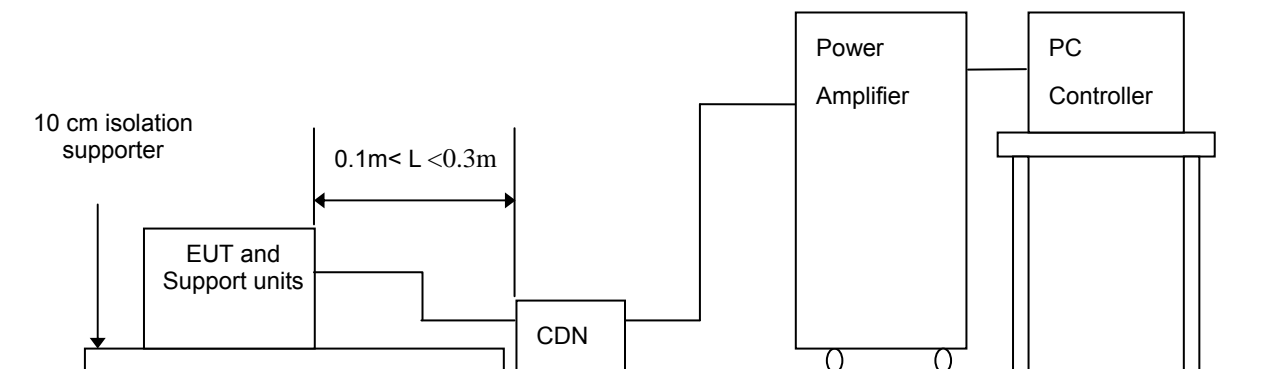 Power
Amplifier
PC
Controller
10 cm isolation
supporter
0.1m< L <0.3m
EUT and
Support units
CDN